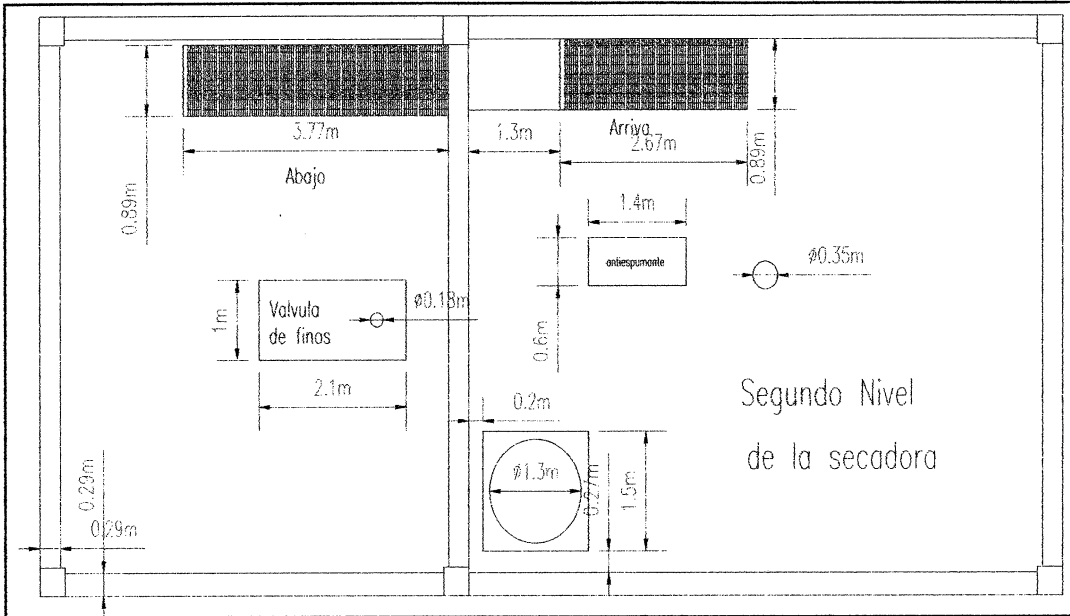 3.77m
1.3m
Arriva
2.67m
0.89m
Abajo
0.89m
1.4m
antiespumante
ø0.35m
0.6m
Valvula
de finos
ø0.18m
1m
2.1m
0.2m
Segundo Nivel
de la secadora
ø1.3m
0.27m
1.5m
0.29m
0.29m